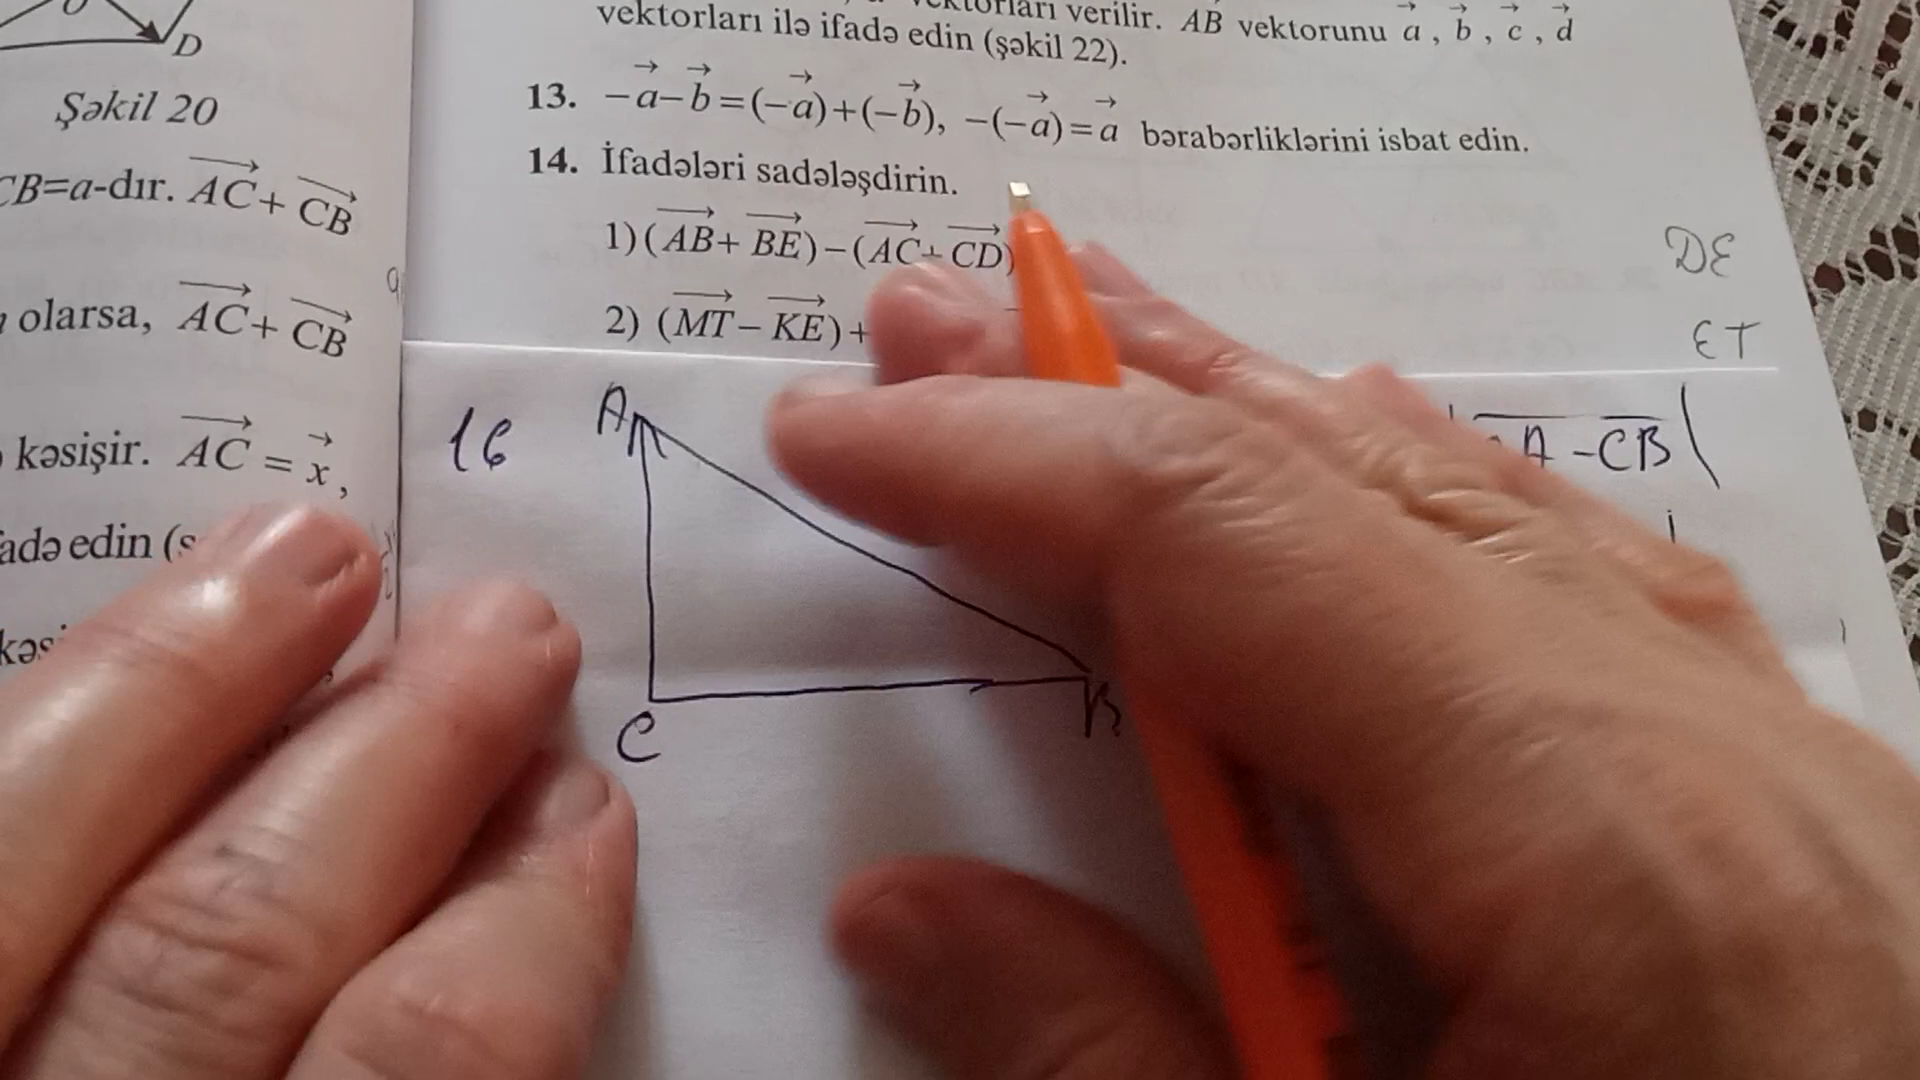 D
Şəkil 20
CB=a-dır. AC+ CB
olarsa, AC+ CB
kəsişir. AC = x,
adə edin (ş
kəsi
vektorları verilir. AB vektorunu a, b, c, d
vektorları ilə ifadə edin (şəkil 22).
13. −a−b=(−a)+(−b), −(−a)=a bərabərliklərini isbat edin.
14. İfadələri sadələşdirin.
1) (AB+ BE)−(AC+ CD)
DE
2) (MT− KE)+
ET
16 A
A -CB|
C B